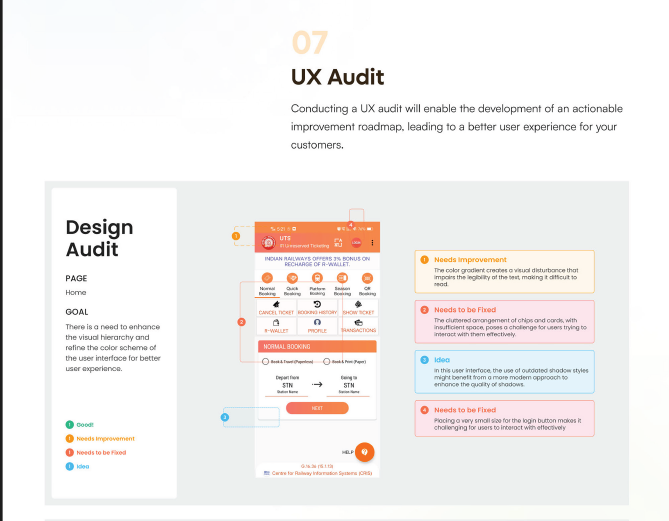 07
UX Audit
Conducting a UX audit will enable the development of an actionable
improvement roadmap, leading to a better user experience for your
customers.
Design
Audit
PAGE
Home
GOAL
There is a need to enhance
the visual hierarchy and
refine the color scheme of
the user interface for better
user experience.
Good!
Needs Improvement
Needs to be Fixed
Idea
1
4
5:21
UTS
LOGIN
INDIAN RAILWAYS OFFERS 3% BONUS ON
RECHARGE OF R-WALLET.
Normal
Booking
Quick
Booking
Platform
Booking
Season
Booking
QR
Booking
2
CANCEL TICKET
BOOKING HISTORY
SHOW TICKET
R-WALLET
PROFILE
TRANSACTIONS
NORMAL BOOKING
Book & Travel (Paperless)
Book & Print (Paper)
Depart from
STN
Station Name
Going to
STN
Station Name
NEXT
3
HELP
?
Centre for Railway Information Systems (CRIS)
1 Needs Improvement
The color gradient creates a visual disturbance that
impairs the legibility of the text, making it difficult to
read.
2 Needs to be Fixed
The cluttered arrangement of chips and cards, with
insufficient space, poses a challenge for users trying to
interact with them effectively.
3 Idea
In this user interface, the use of outdated shadow styles
might benefit from a more modern approach to
enhance the quality of shadows.
4 Needs to be Fixed
Placing a very small size for the login button makes it
challenging for users to interact with effectively